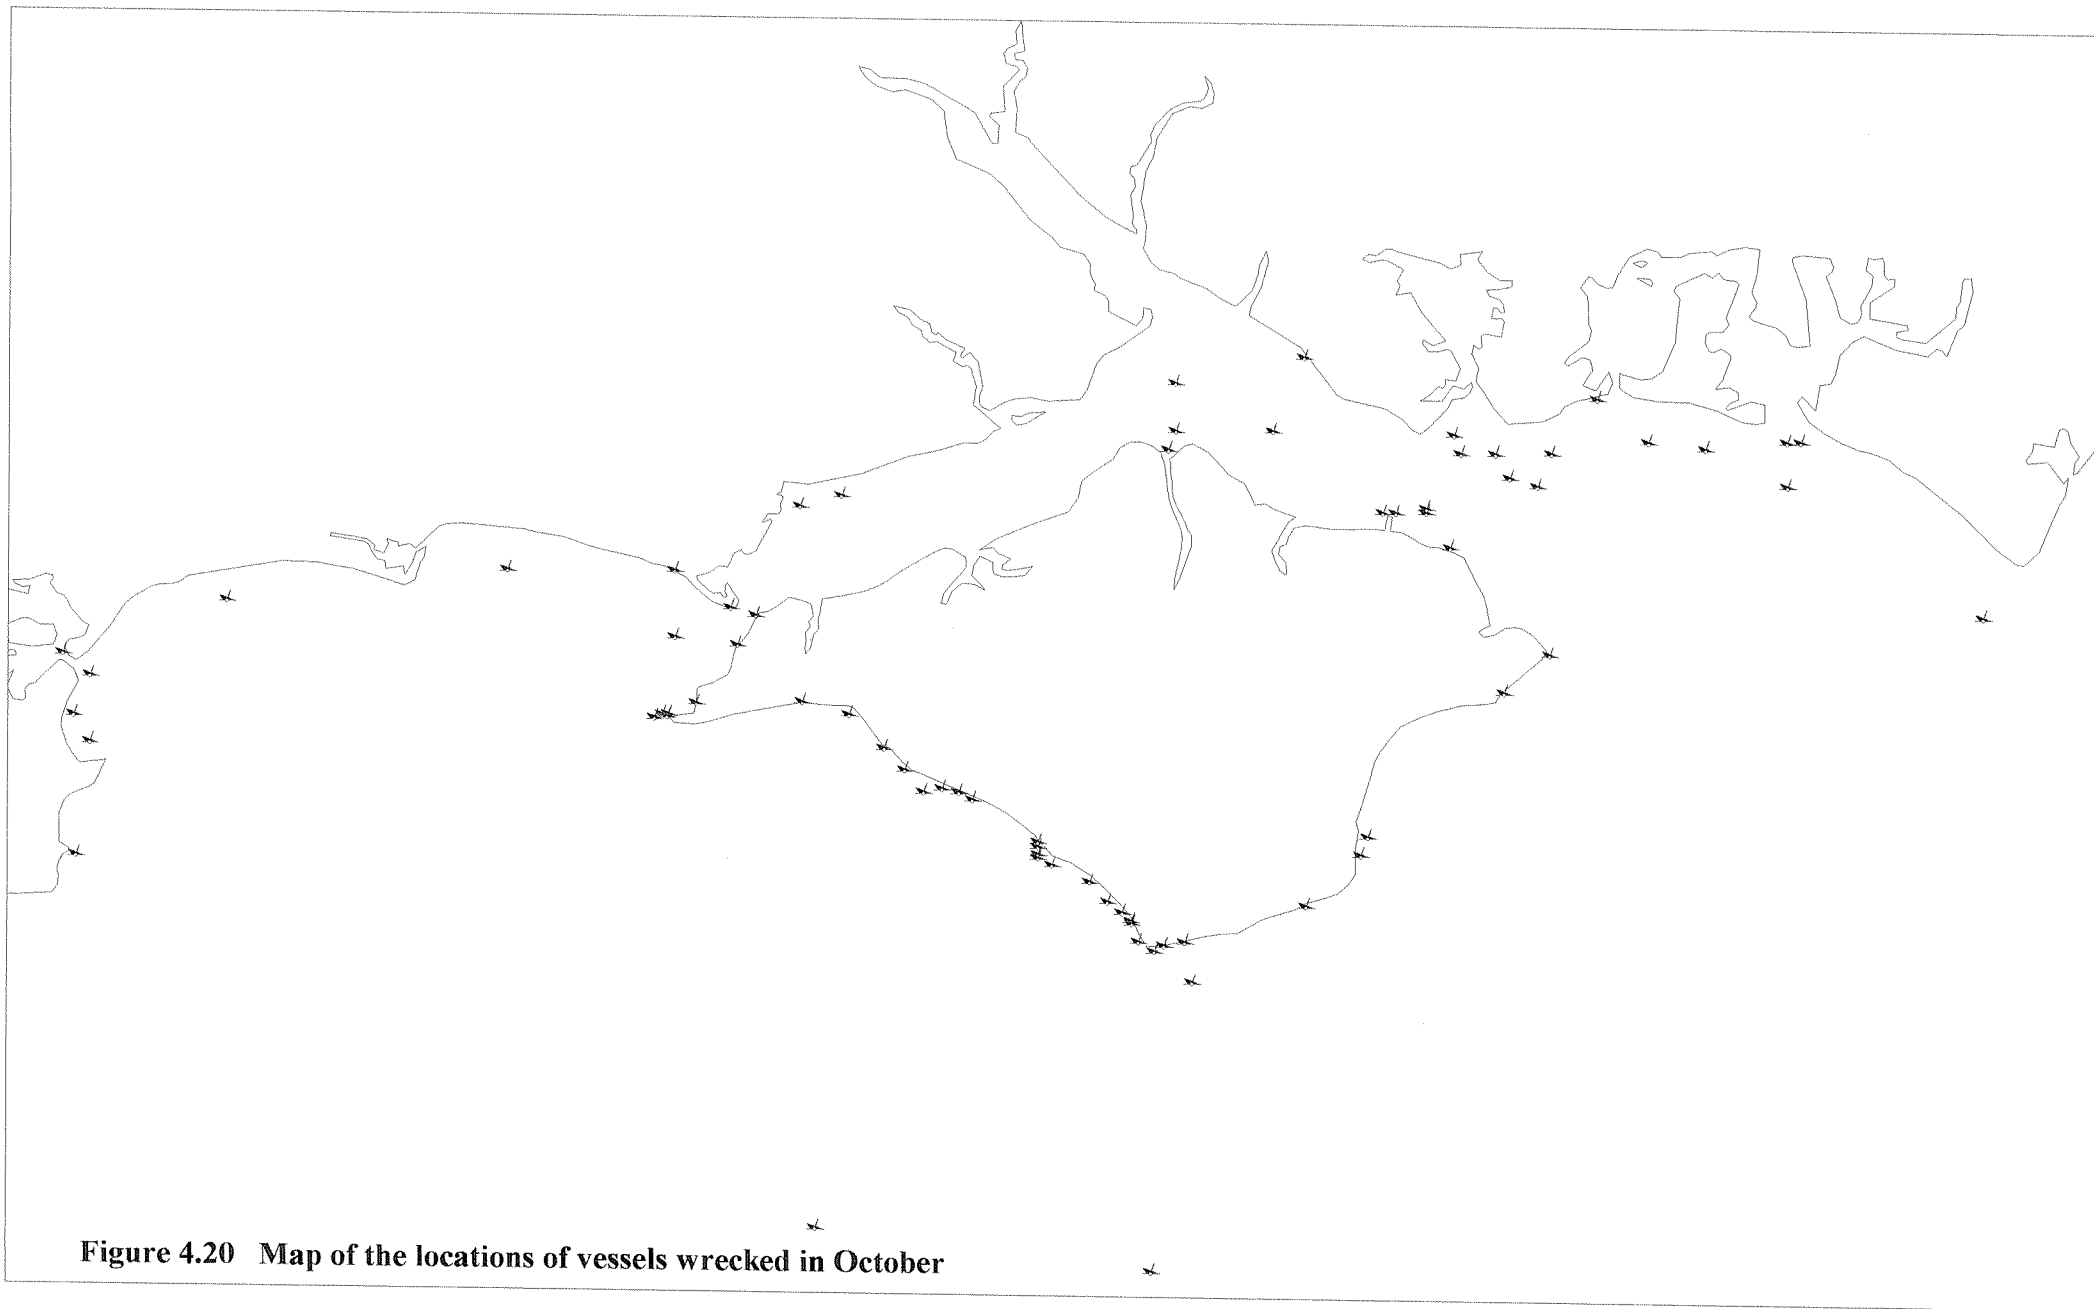 Figure 4.20 Map of the locations of vessels wrecked in October